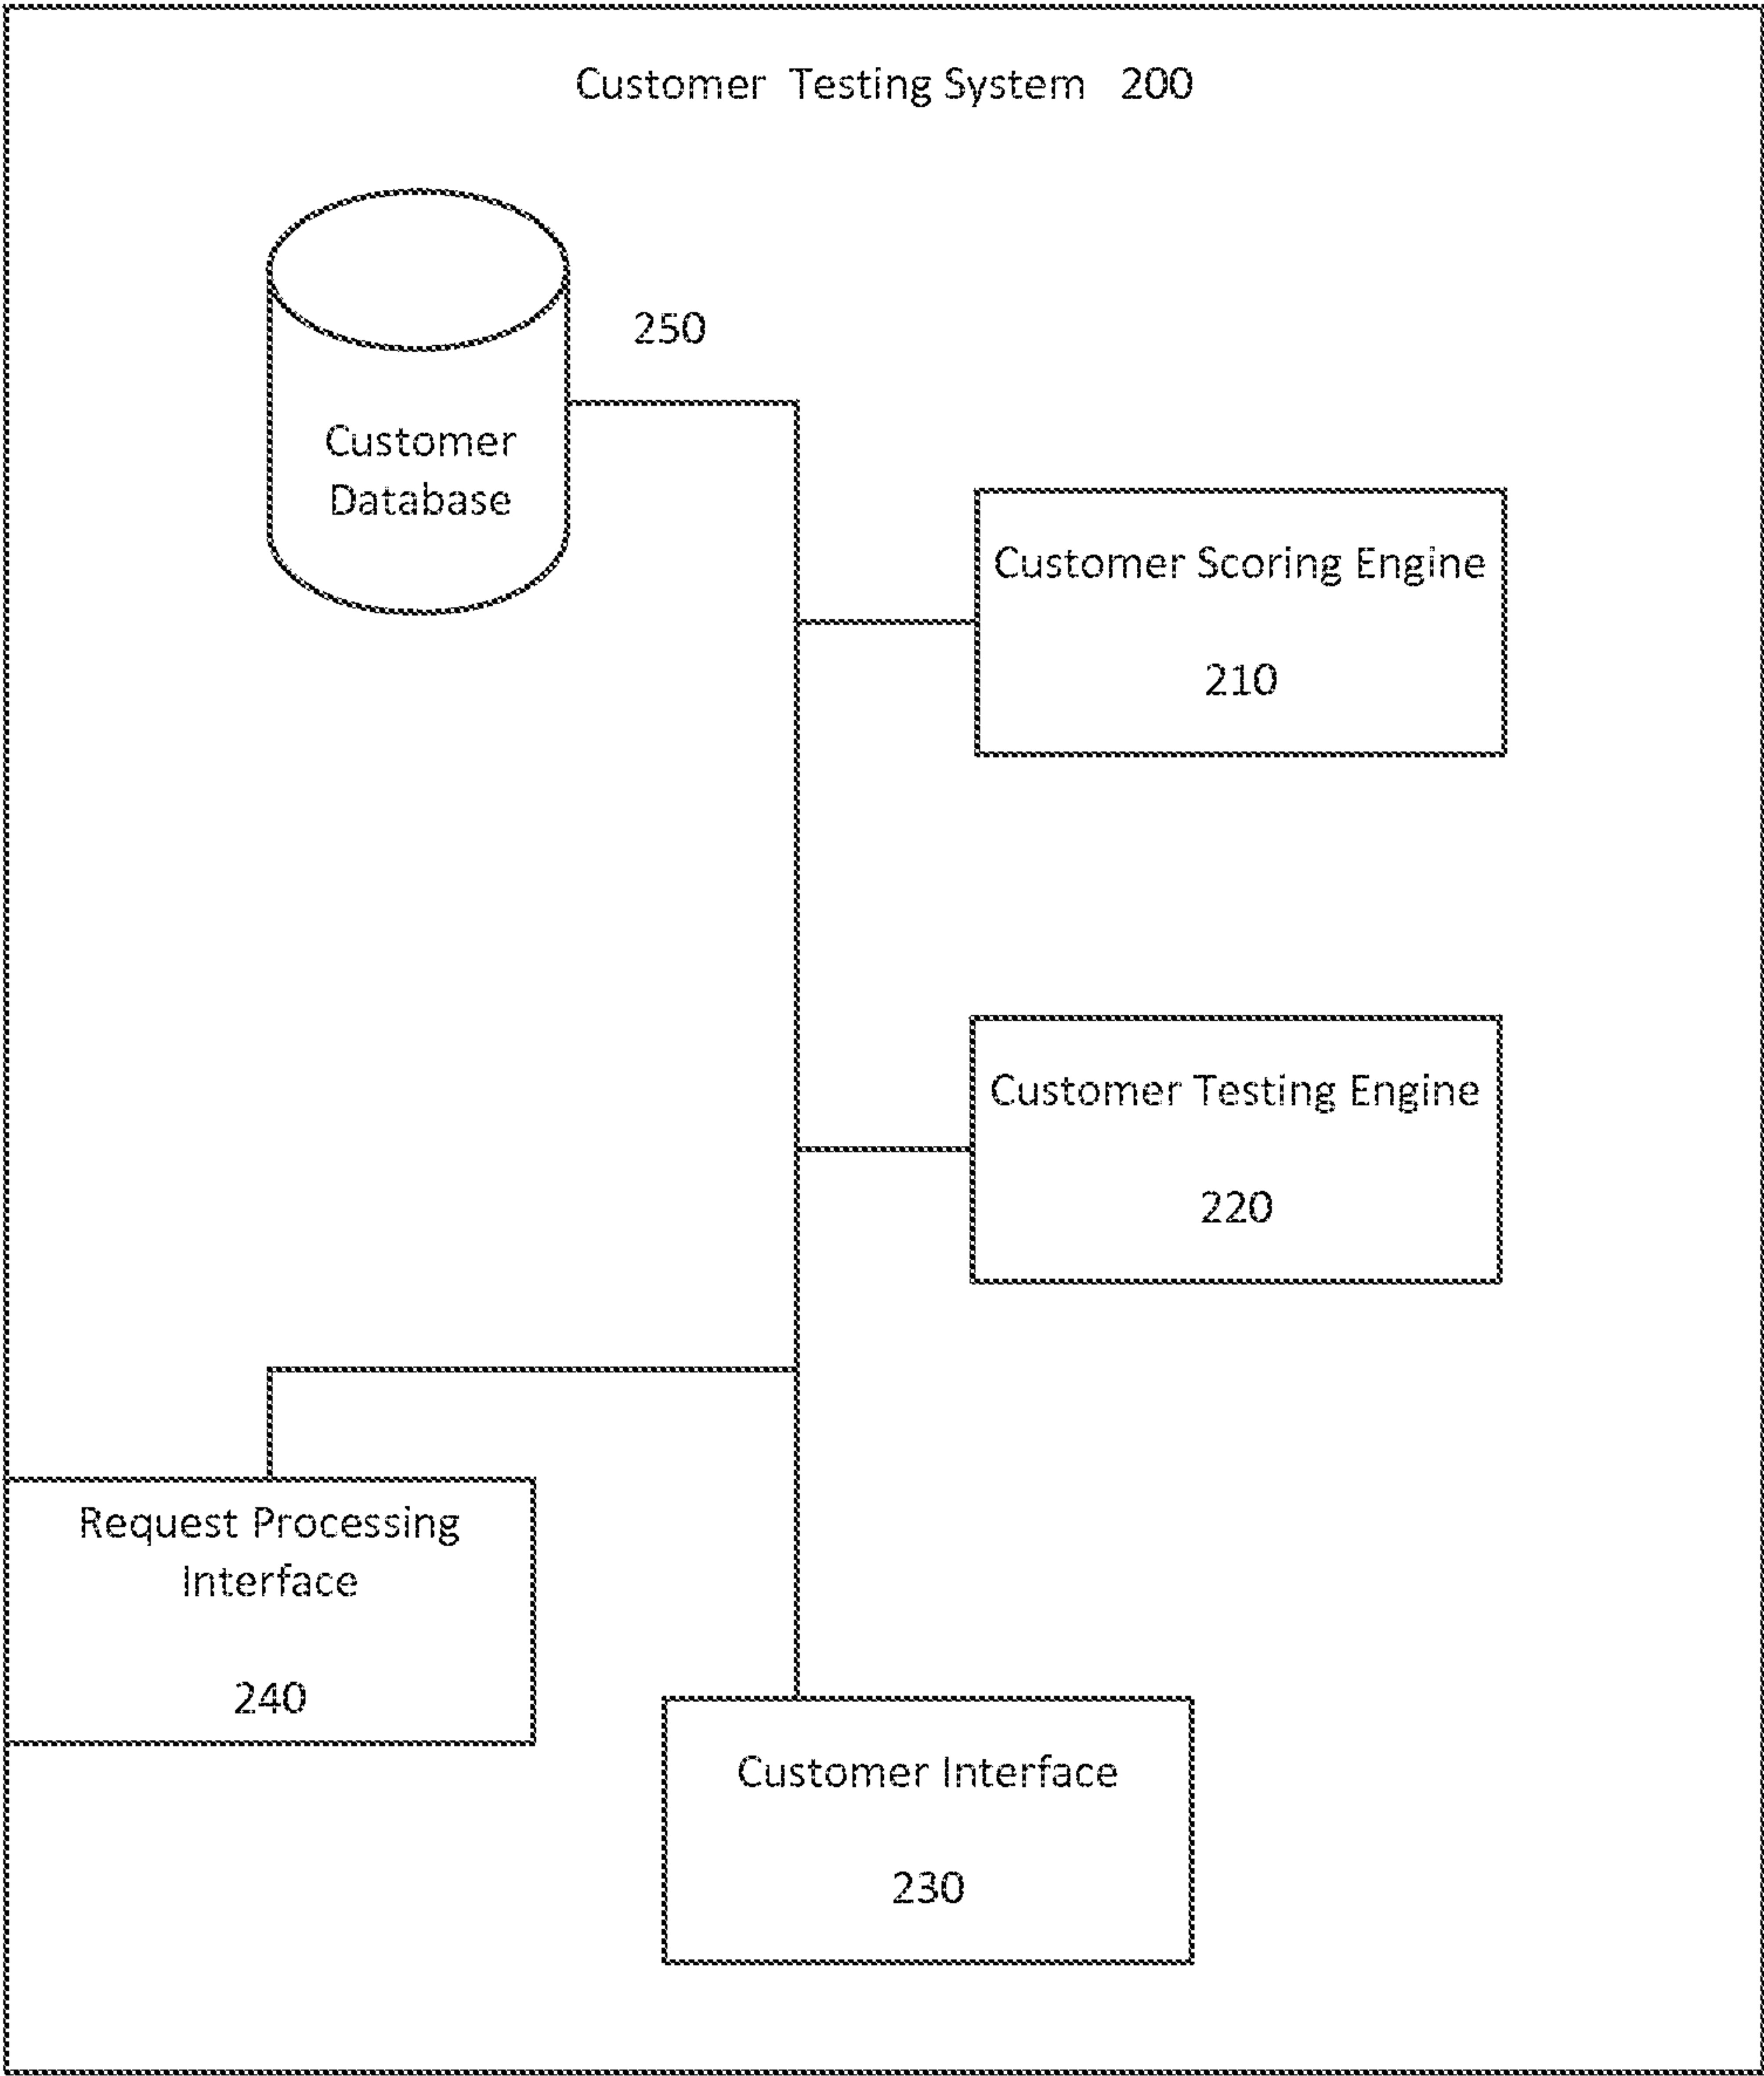 Customer Testing System 200
250
Customer
Database
Customer Scoring Engine
210
Customer Testing Engine
220
Request Processing
Interface
240
Customer Interface
230